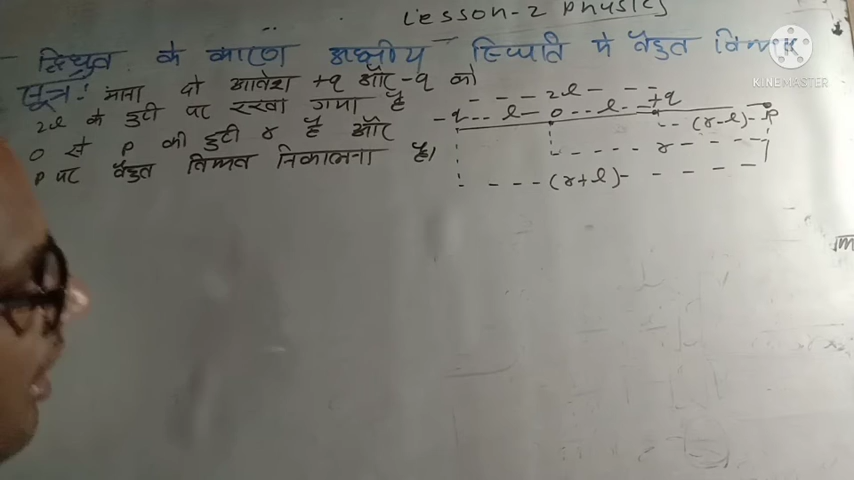 Lesson-2 Physics
द्विध्रुव के कारण अक्षीय स्थिति में वैद्युत विभव
सूत्र: माना दो आवेश +q और -q को
2l के दुरी पर रखा गया है
O से P की दुरी r है और
P पर वैद्युत विभव निकालना है।
2l
-q l O l +q (r-l) P
r
(r+l)
KINEMASTER